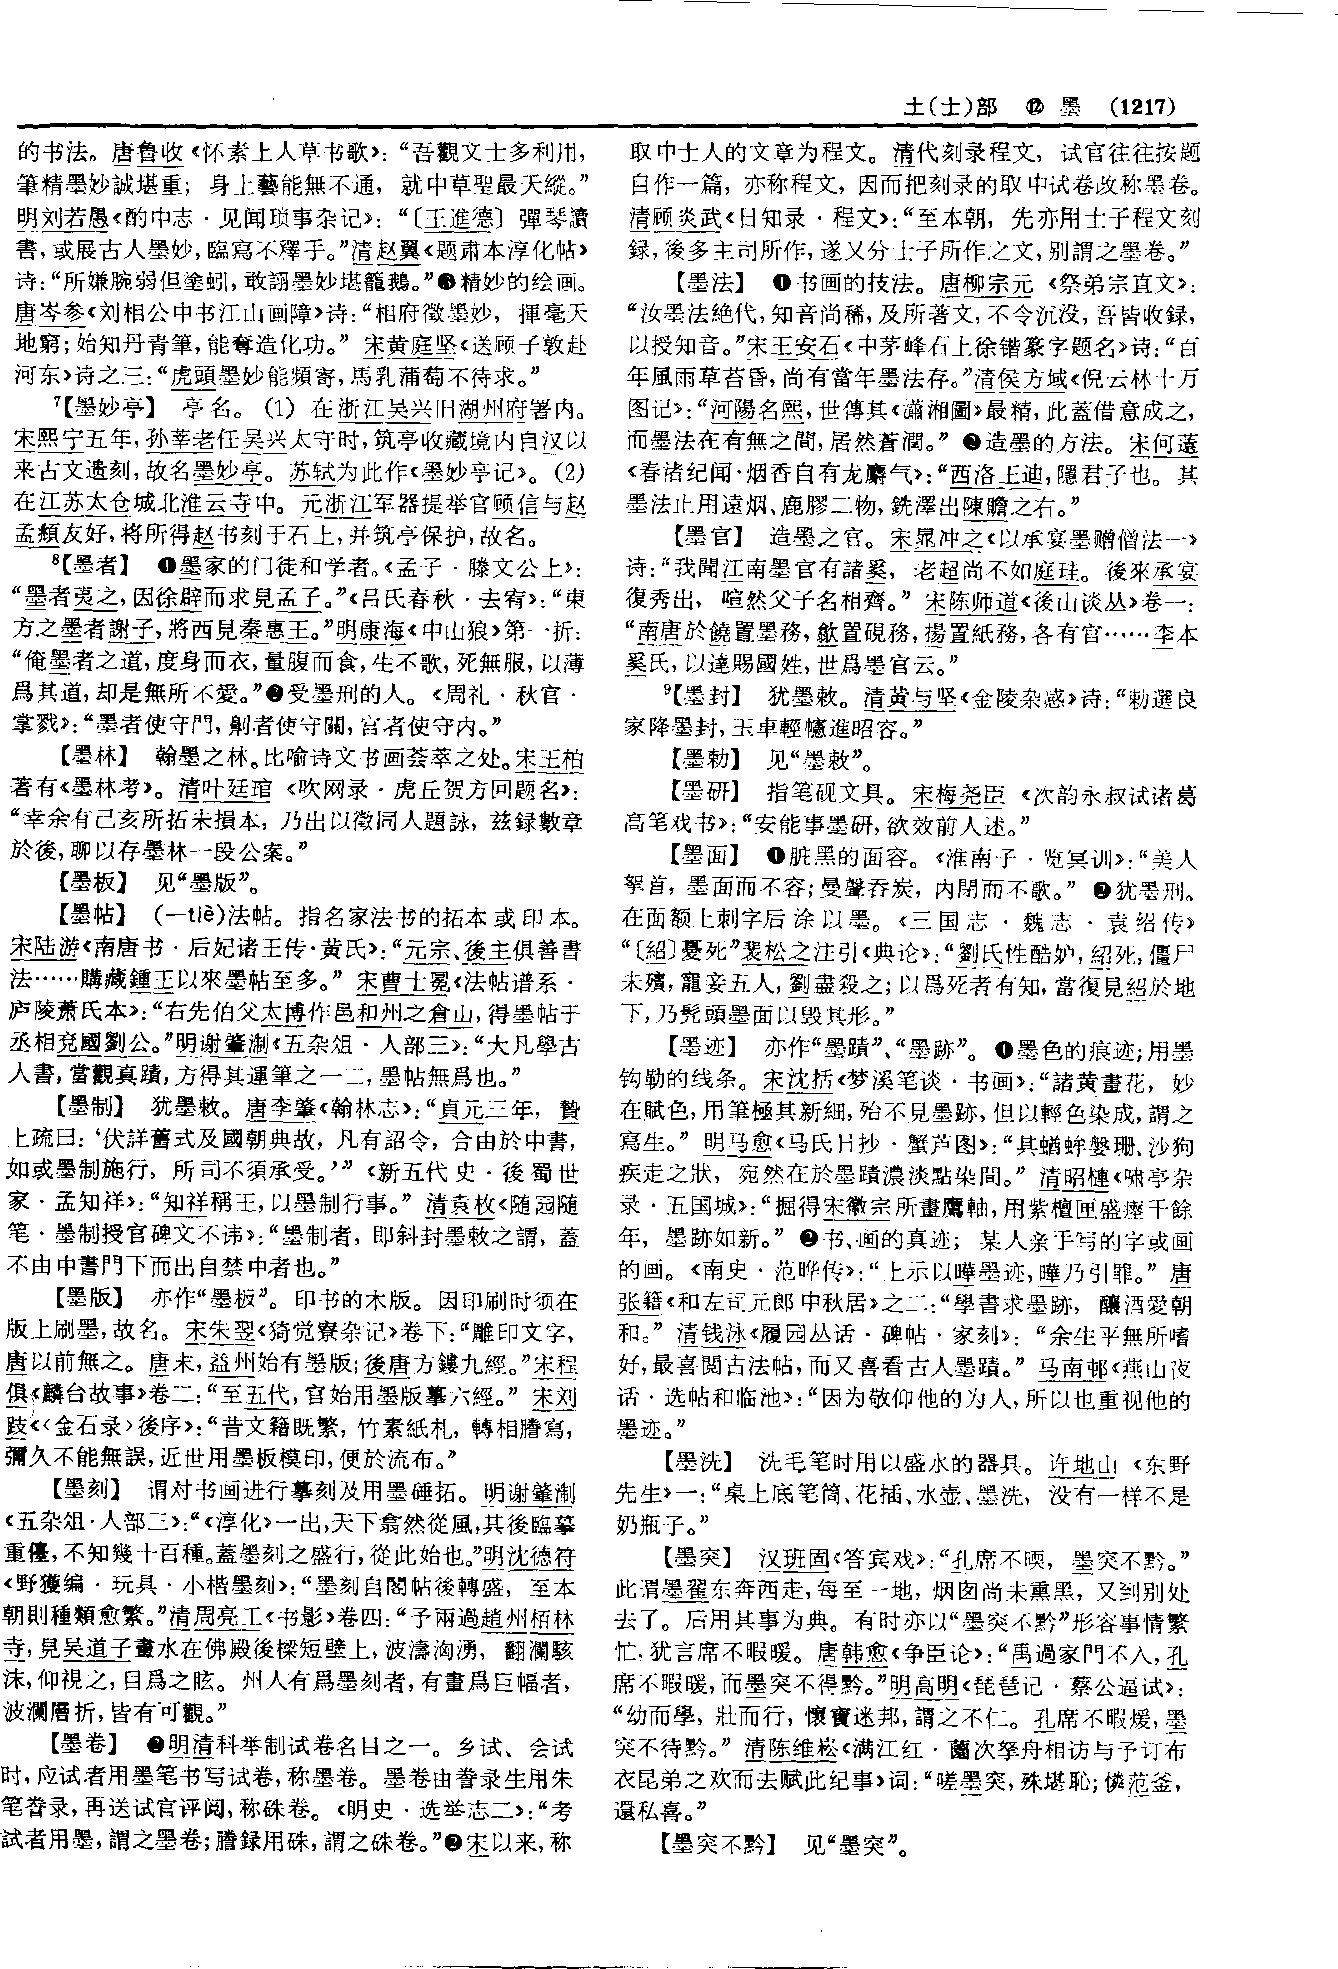 土(士)部 ⑫ 墨 (1217)
的书法。唐鲁收《怀素上人草书歌》：“吾觀文士多利用，
筆精墨妙誠堪重；身上藝能無不通，就中草聖最天縱。”
明刘若愚《酌中志·见闻琐事杂记》：“〔王進德〕彈琴讀
書，或展古人墨妙，臨寫不釋手。”清赵翼《题肃本淳化帖》
诗：“所嫌腕弱但塗蚓，敢詡墨妙堪籠鵝。”❸精妙的绘画。
唐岑参《刘相公中书江山画障》诗：“相府徵墨妙，揮毫天
地窮；始知丹青筆，能奪造化功。”宋黄庭坚《送顾子敦赴
河东》诗之三：“虎頭墨妙能頻寄，馬乳蒲萄不待求。”
7【墨妙亭】 亭名。(1)在浙江吴兴旧湖州府署内。
宋熙宁五年，孙莘老任吴兴太守时，筑亭收藏境内自汉以
来古文遗刻，故名墨妙亭。苏轼为此作《墨妙亭记》。(2)
在江苏太仓城北淮云寺中。元浙江军器提举官顾信与赵
孟頫友好，将所得赵书刻于石上，并筑亭保护，故名。
8【墨者】 ❶墨家的门徒和学者。《孟子·滕文公上》：
“墨者夷之，因徐辟而求見孟子。”《吕氏春秋·去宥》：“東
方之墨者謝子，將西見秦惠王。”明康海《中山狼》第一折：
“俺墨者之道，度身而衣，量腹而食，生不歌，死無服，以薄
爲其道，却是無所不愛。”❷受墨刑的人。《周礼·秋官·
掌戮》：“墨者使守門，劓者使守關，宫者使守内。”
【墨林】 翰墨之林。比喻诗文书画荟萃之处。宋王柏
著有《墨林考》。清叶廷琯《吹网录·虎丘贺方回题名》：
“幸余有己亥所拓未損本，乃出以徵同人題詠，兹録數章
於後，聊以存墨林一段公案。”
【墨板】 见“墨版”。
【墨帖】 (—tiè)法帖。指名家法书的拓本或印本。
宋陆游《南唐书·后妃诸王传·黄氏》：“元宗、後主俱善書
法……購藏鍾王以來墨帖至多。”宋曹士冕《法帖谱系·
庐陵萧氏本》：“右先伯父太博作邑和州之倉山，得墨帖于
丞相兗國劉公。”明谢肇淛《五杂俎·人部三》：“大凡學古
人書，當觀真蹟，方得其運筆之一二，墨帖無爲也。”
【墨制】 犹墨敕。唐李肇《翰林志》：“貞元三年，贄
上疏曰：‘伏詳舊式及國朝典故，凡有詔令，合由於中書，
如或墨制施行，所司不須承受。’”《新五代史·後蜀世
家·孟知祥》：“知祥稱王，以墨制行事。”清袁枚《随园随
笔·墨制授官碑文不讳》：“墨制者，即斜封墨敕之謂，蓋
不由中書門下而出自禁中者也。”
【墨版】 亦作“墨板”。印书的木版。因印刷时须在
版上刷墨，故名。宋朱翌《猗觉寮杂记》卷下：“雕印文字，
唐以前無之。唐末，益州始有墨版；後唐方鏤九經。”宋程
俱《麟台故事》卷二：“至五代，官始用墨版摹六經。”宋刘
跂《〈金石录〉後序》：“昔文籍既繁，竹素紙札，轉相謄寫，
彌久不能無誤，近世用墨板模印，便於流布。”
【墨刻】 谓对书画进行摹刻及用墨碰拓。明谢肇淛
《五杂俎·人部三》：“《淳化》一出，天下翕然從風，其後臨摹
重優，不知幾十百種。蓋墨刻之盛行，從此始也。”明沈德符
《野獲编·玩具·小楷墨刻》：“墨刻自閣帖後轉盛，至本
朝則種類愈繁。”清周亮工《书影》卷四：“予兩過趙州栢林
寺，見吴道子畫水在佛殿後樑短壁上，波濤洶湧，翻瀾駭
沫，仰視之，目爲之眩。州人有爲墨刻者，有畫爲巨幅者，
波瀾層折，皆有可觀。”
【墨卷】 ❶明清科举制试卷名目之一。乡试、会试
时，应试者用墨笔书写试卷，称墨卷。墨卷由誊录生用朱
笔誊录，再送试官评阅，称硃卷。《明史·选举志二》：“考
試者用墨，謂之墨卷；謄録用硃，謂之硃卷。”❷宋以来，称
取中士人的文章为程文。清代刻录程文，试官往往按题
自作一篇，亦称程文，因而把刻录的取中试卷改称墨卷。
清顾炎武《日知录·程文》：“至本朝，先亦用士子程文刻
録，後多主司所作，遂又分士子所作之文，别謂之墨卷。”
【墨法】 ❶书画的技法。唐柳宗元《祭弟宗直文》：
“汝墨法绝代，知音尚稀，及所著文，不令沉没，吾皆收録，
以授知音。”宋王安石《中茅峰石上徐锴篆字题名》诗：“百
年風雨草苔昏，尚有當年墨法存。”清侯方域《倪云林十万
图记》：“河陽名熙，世傳其《瀟湘圖》最精，此蓋借意成之，
而墨法在有無之間，居然蒼潤。”❷造墨的方法。宋何薳
《春渚纪闻·烟香自有龙麝气》：“西洛王迪，隱君子也。其
墨法止用遠烟、鹿膠二物，銑澤出陳贍之右。”
【墨官】 造墨之官。宋晁冲之《以承宴墨赠僧法一》
诗：“我聞江南墨官有諸奚，老超尚不如庭珪。後來承宴
復秀出，喧然父子名相齊。”宋陈师道《後山谈丛》卷一：
“南唐於饒置墨務，歙置硯務，揚置紙務，各有官……李本
奚氏，以達賜國姓，世爲墨官云。”
9【墨封】 犹墨敕。清黄与坚《金陵杂感》诗：“勅選良
家降墨封，玉車輕幰進昭容。”
【墨勅】 见“墨敕”。
【墨研】 指笔砚文具。宋梅尧臣《次韵永叔试诸葛
高笔戏书》：“安能事墨研，欲效前人述。”
【墨面】 ❶脏黑的面容。《淮南子·览冥训》：“美人
挐首，墨面而不容；曼聲吞炭，内閉而不歌。”❷犹墨刑。
在面额上刺字后涂以墨。《三国志·魏志·袁绍传》
“〔紹〕憂死”裴松之注引《典论》：“劉氏性酷妒，紹死，僵尸
未殯，寵妾五人，劉盡殺之；以爲死者有知，當復見紹於地
下，乃髡頭墨面以毁其形。”
【墨迹】 亦作“墨蹟”、“墨跡”。❶墨色的痕迹；用墨
钩勒的线条。宋沈括《梦溪笔谈·书画》：“諸黄畫花，妙
在賦色，用筆極其新細，殆不見墨跡，但以輕色染成，謂之
寫生。”明马愈《马氏日抄·蟹芦图》：“其蝤蛑媻珊、沙狗
疾走之狀，宛然在於墨蹟濃淡點染間。”清昭槤《啸亭杂
录·五国城》：“掘得宋徽宗所畫鷹軸，用紫檀匣盛瘞千餘
年，墨跡如新。”❷书、画的真迹；某人亲手写的字或画
的画。《南史·范晔传》：“上示以曄墨迹，曄乃引罪。”唐
张籍《和左司元郎中秋居》之二：“學書求墨跡，釀酒愛朝
和。”清钱泳《履园丛话·碑帖·家刻》：“余生平無所嗜
好，最喜閲古法帖，而又喜看古人墨蹟。”马南邨《燕山夜
话·选帖和临池》：“因为敬仰他的为人，所以也重视他的
墨迹。”
【墨洗】 洗毛笔时用以盛水的器具。许地山《东野
先生》一：“桌上底笔筒、花插、水壶、墨洗，没有一样不是
奶瓶子。”
【墨突】 汉班固《答宾戏》：“孔席不暝，墨突不黔。”
此谓墨翟东奔西走，每至一地，烟囱尚未熏黑，又到别处
去了。后用其事为典。有时亦以“墨突不黔”形容事情繁
忙，犹言席不暇暖。唐韩愈《争臣论》：“禹過家門不入，孔
席不暇暖，而墨突不得黔。”明高明《琵琶记·蔡公逼试》：
“幼而學，壯而行，懷寶迷邦，謂之不仁。孔席不暇煖，墨
突不待黔。”清陈维崧《满江红·蘭次孥舟相访与予订布
衣昆弟之欢而去赋此纪事》词：“嗟墨突，殊堪恥；憐范釜，
還私喜。”
【墨突不黔】 见“墨突”。